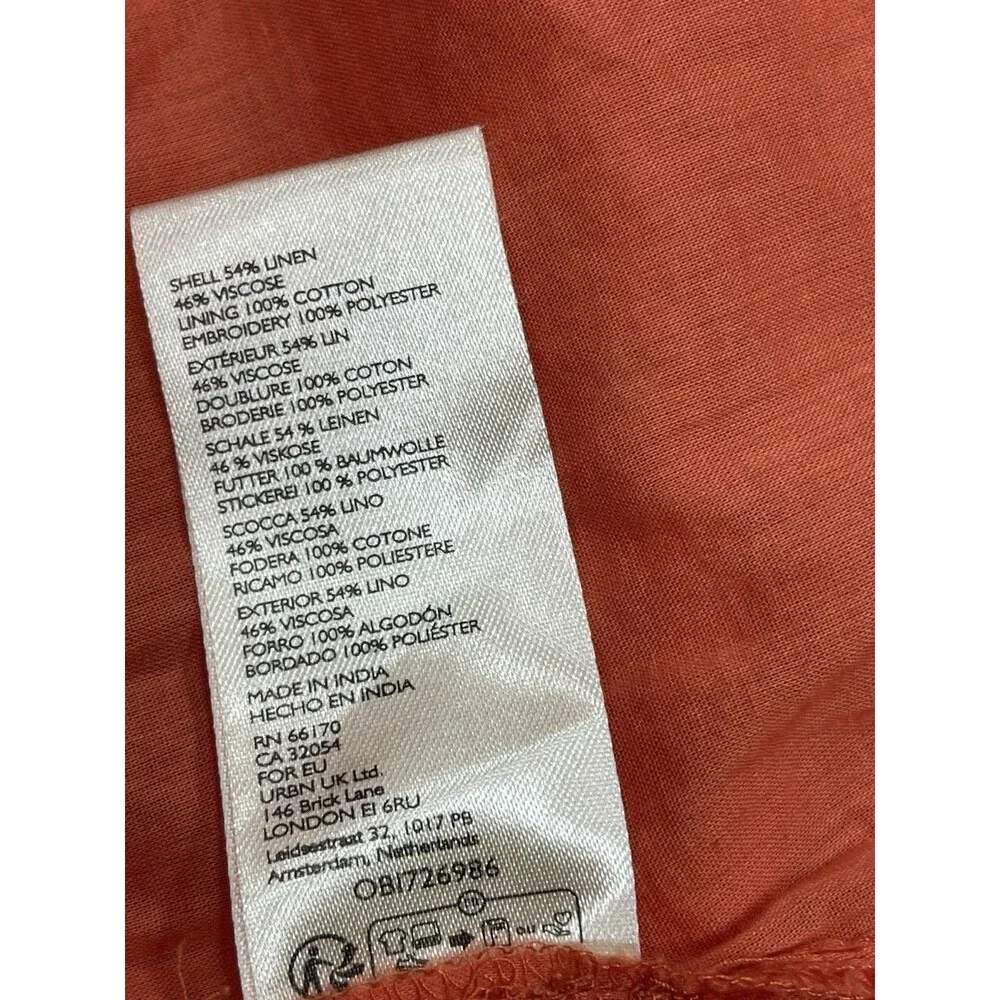 SHELL 54% LINEN
46% VISCOSE
LINING 100% COTTON
EMBROIDERY 100% POLYESTER
EXTÉRIEUR 54% LIN
46% VISCOSE
DOUBLURE 100% COTON
BRODERIE 100% POLYESTER
SCHALE 54 % LEINEN
46 % VISKOSE
FUTTER 100 % BAUMWOLLE
STICKEREI 100 % POLYESTER
SCOCCA 54% LINO
46% VISCOSA
FODERA 100% COTONE
RICAMO 100% POLIESTERE
EXTERIOR 54% LINO
46% VISCOSA
FORRO 100% ALGODÓN
BORDADO 100% POLIÉSTER
MADE IN INDIA
HECHO EN INDIA
RN 66170
CA 32054
FOR EU
URBN UK Ltd.
146 Brick Lane
LONDON E1 6RU
Leidsestraat 32, 1017 PB
Amsterdam, Netherlands
OB1726986
FR
OU